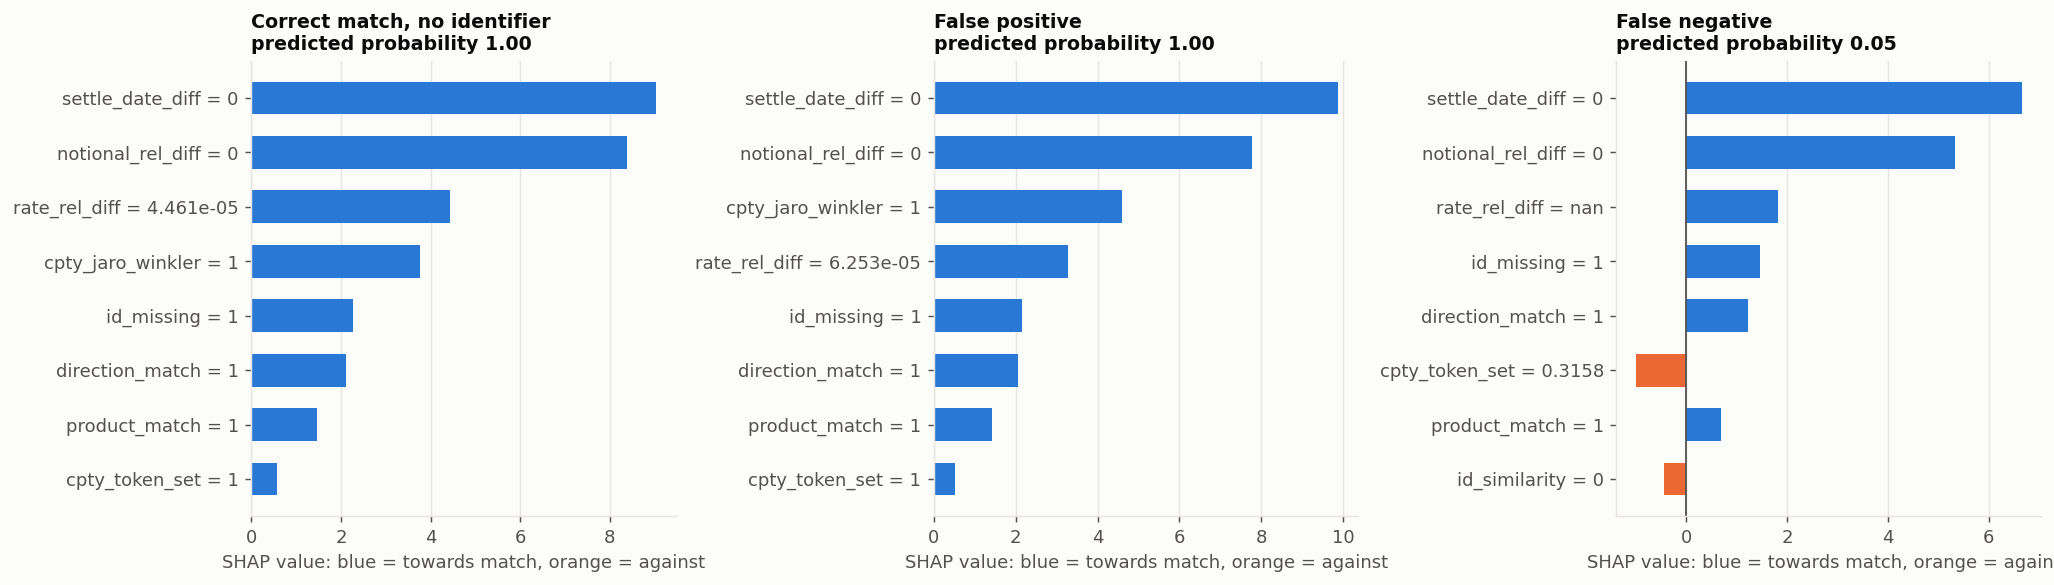 Correct match, no identifier
predicted probability 1.00
settle_date_diff = 0
notional_rel_diff = 0
rate_rel_diff = 4.461e-05
cpty_jaro_winkler = 1
id_missing = 1
direction_match = 1
product_match = 1
cpty_token_set = 1
0 2 4 6 8
SHAP value: blue = towards match, orange = against
False positive
predicted probability 1.00
settle_date_diff = 0
notional_rel_diff = 0
cpty_jaro_winkler = 1
rate_rel_diff = 6.253e-05
id_missing = 1
direction_match = 1
product_match = 1
cpty_token_set = 1
0 2 4 6 8 10
SHAP value: blue = towards match, orange = against
False negative
predicted probability 0.05
settle_date_diff = 0
notional_rel_diff = 0
rate_rel_diff = nan
id_missing = 1
direction_match = 1
cpty_token_set = 0.3158
product_match = 1
id_similarity = 0
0 2 4 6
SHAP value: blue = towards match, orange = again